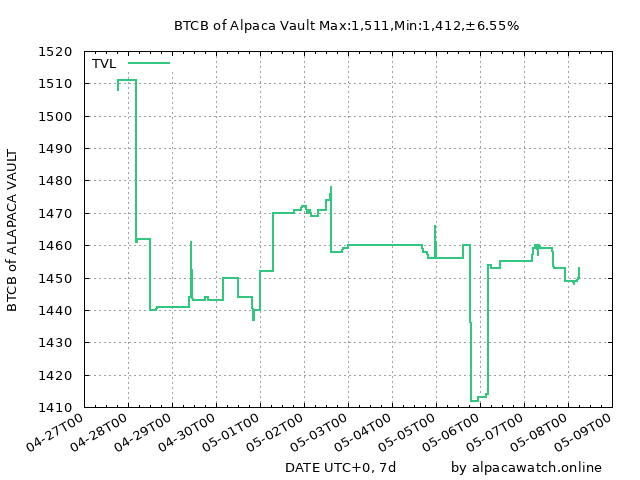 BTCB of Alpaca Vault Max:1,511,Min:1,412,±6.55%
TVL
BTCB of ALAPACA VAULT
1520
1510
1500
1490
1480
1470
1460
1450
1440
1430
1420
1410
04-27T00
04-28T00
04-29T00
04-30T00
05-01T00
05-02T00
05-03T00
05-04T00
05-05T00
05-06T00
05-07T00
05-08T00
05-09T00
DATE UTC+0, 7d
by alpacawatch.online